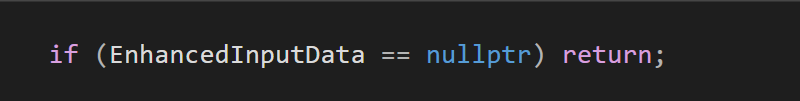 if (EnhancedInputData == nullptr) return;